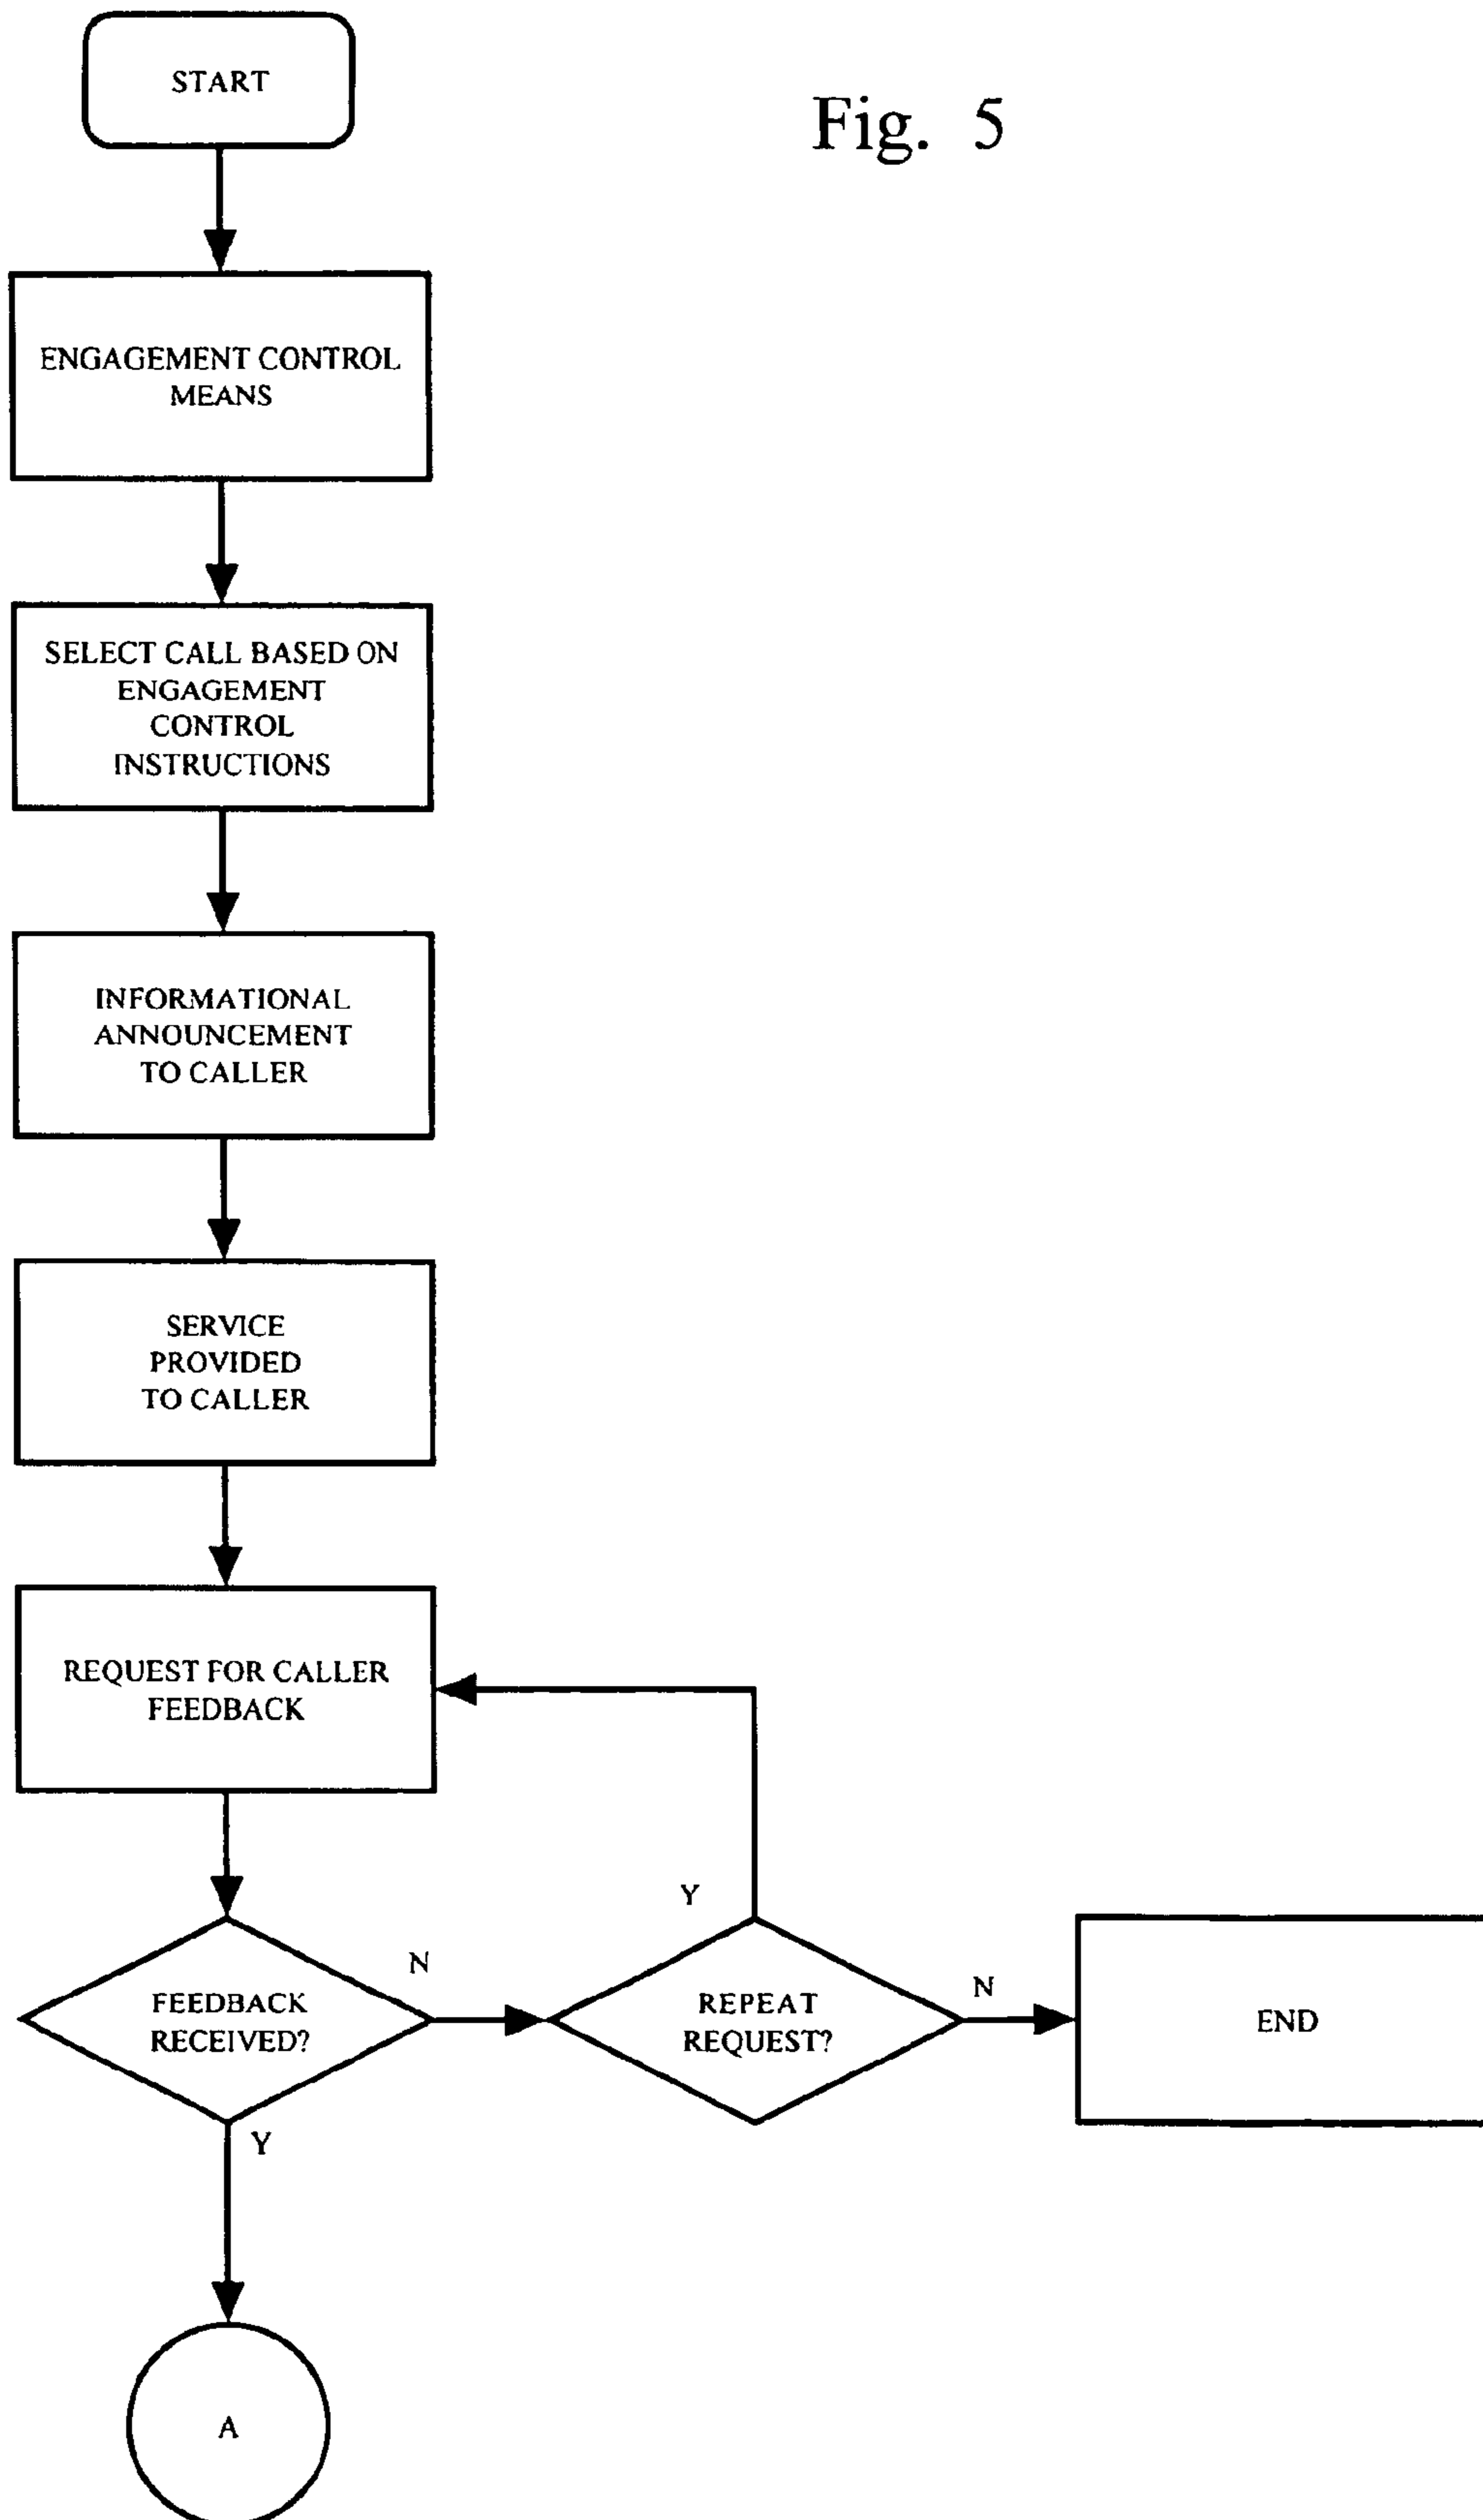 START
Fig. 5
ENGAGEMENT CONTROL
MEANS
SELECT CALL BASED ON
ENGAGEMENT
CONTROL
INSTRUCTIONS
INFORMATIONAL
ANNOUNCEMENT
TO CALLER
SERVICE
PROVIDED
TO CALLER
REQUEST FOR CALLER
FEEDBACK
Y
N
FEEDBACK
RECEIVED?
REPEAT
REQUEST?
N
END
Y
A